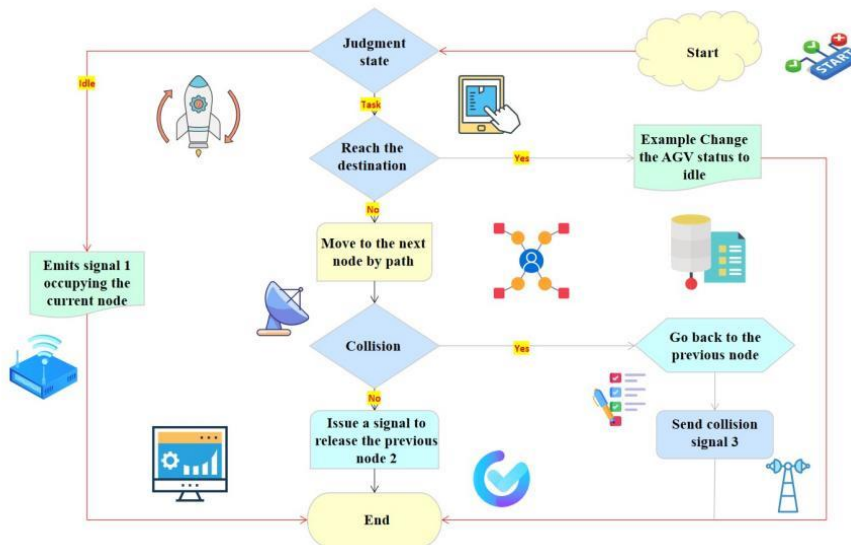 Judgment
state
Start
START
Idle
Task
Reach the
destination
Yes
Example Change
the AGV status to
idle
No
Move to the next
node by path
Emits signal 1
occupying the
current node
Collision
Yes
Go back to the
previous node
No
Issue a signal to
release the previous
node 2
Send collision
signal 3
End